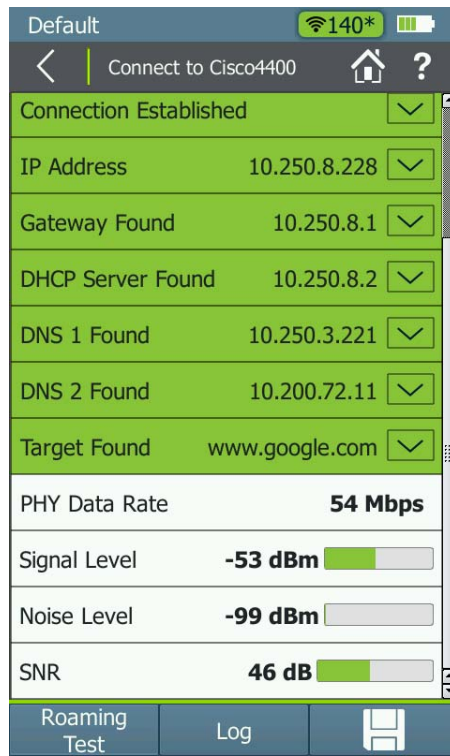 Default 140*
Connect to Cisco4400 ?
Connection Established
IP Address 10.250.8.228
Gateway Found 10.250.8.1
DHCP Server Found 10.250.8.2
DNS 1 Found 10.250.3.221
DNS 2 Found 10.200.72.11
Target Found www.google.com
PHY Data Rate 54 Mbps
Signal Level -53 dBm
Noise Level -99 dBm
SNR 46 dB
Roaming
Test
Log